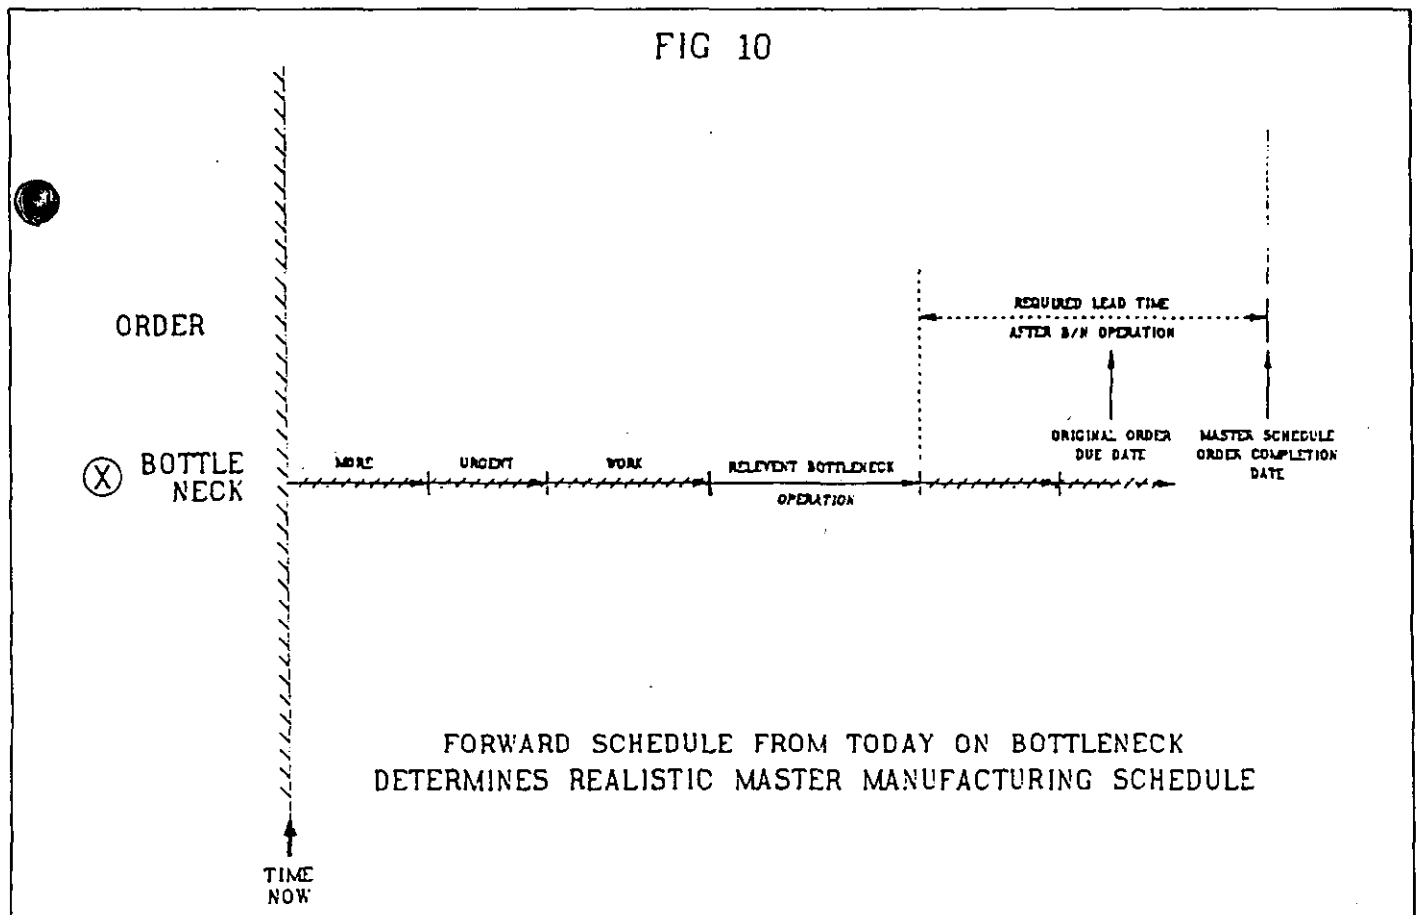 FIG 10
ORDER
REQUIRED LEAD TIME
AFTER B/N OPERATION
ORIGINAL ORDER
DUE DATE
MASTER SCHEDULE
ORDER COMPLETION
DATE
X
BOTTLE
NECK
MORE
URGENT
WORK
RELEVENT BOTTLENECK
OPERATION
FORWARD SCHEDULE FROM TODAY ON BOTTLENECK
DETERMINES REALISTIC MASTER MANUFACTURING SCHEDULE
TIME
NOW